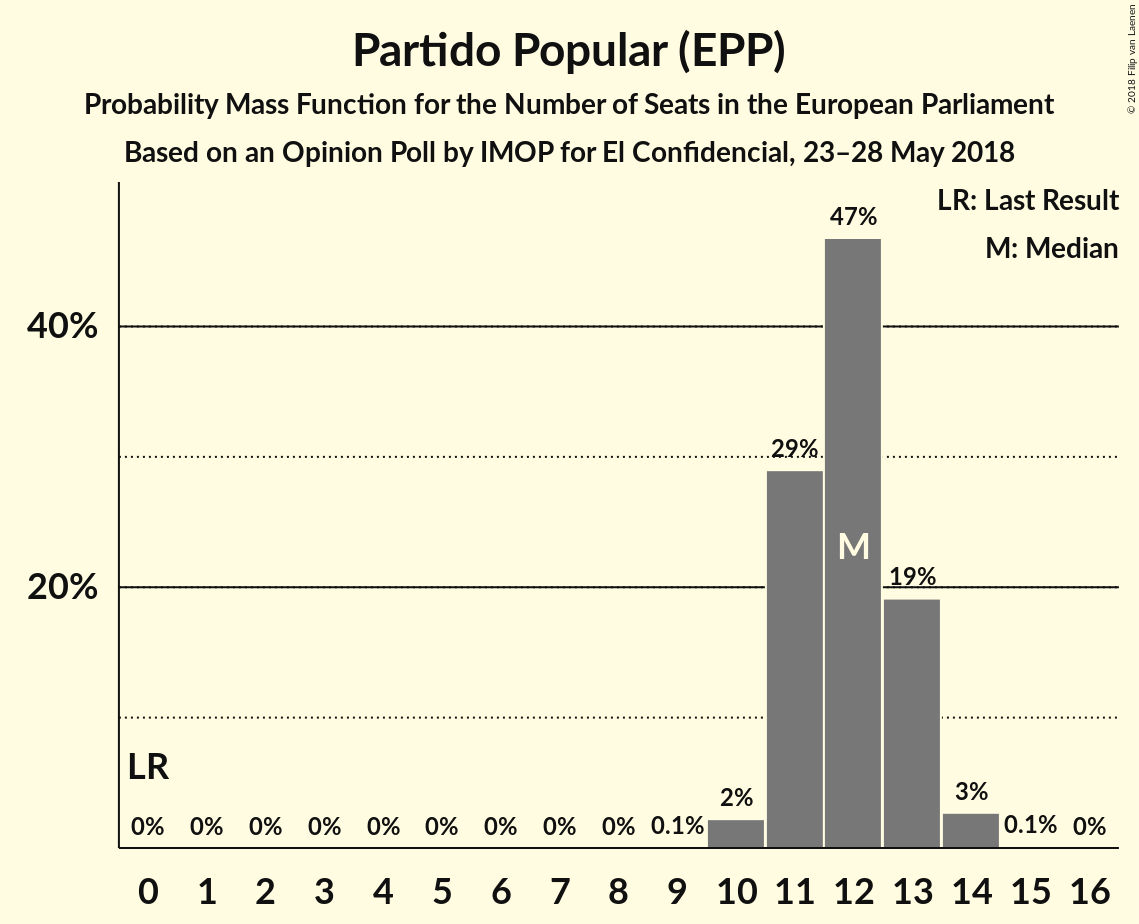 Partido Popular (EPP)
Probability Mass Function for the Number of Seats in the European Parliament
Based on an Opinion Poll by IMOP for El Confidencial, 23–28 May 2018
© 2018 Filip van Laenen
LR: Last Result
M: Median
47%
40%
29%
M
20%
19%
LR
0% 0% 0% 0% 0% 0% 0% 0% 0% 0.1% 2% 3% 0.1% 0%
0 1 2 3 4 5 6 7 8 9 10 11 12 13 14 15 16